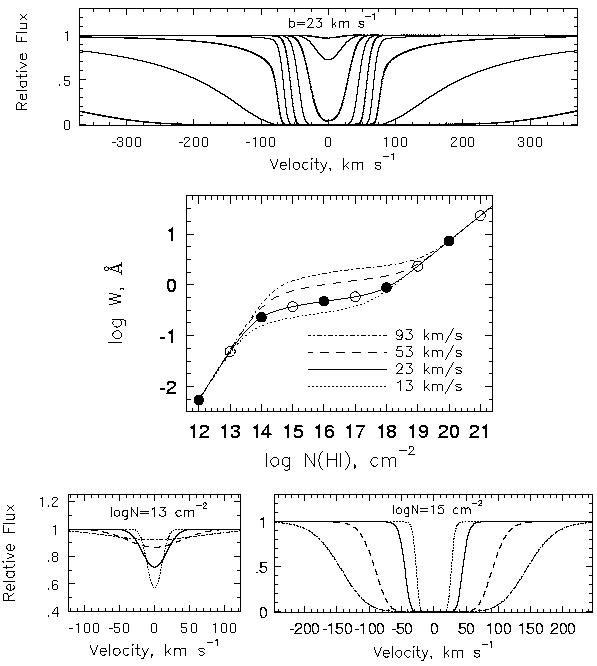 b=23 km s⁻¹
Relative Flux
1
.5
0
-300 -200 -100 0 100 200 300
Velocity, km s⁻¹
log W, Å
1
0
-1
-2
93 km/s
53 km/s
23 km/s
13 km/s
12 13 14 15 16 17 18 19 20 21
log N(HI), cm⁻²
Relative Flux
1.2
1
.8
.6
.4
logN=13 cm⁻²
-100 -50 0 50 100
Velocity, km s⁻¹
1
.5
0
logN=15 cm⁻²
-200 -150 -100 -50 0 50 100 150 200
Velocity, km s⁻¹